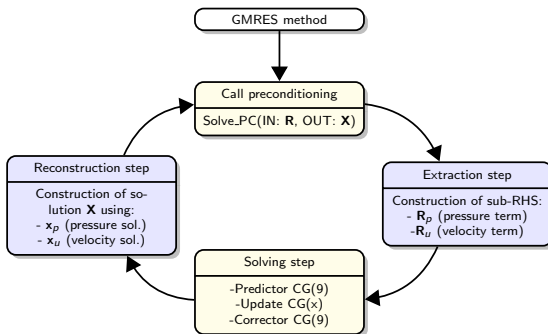 GMRES method
Call preconditioning
Solve_PC(IN: R, OUT: X)
Reconstruction step
Construction of so-
lution X using:
- x_p (pressure sol.)
- x_u (velocity sol.)
Extraction step
Construction of sub-RHS:
- R_p (pressure term)
-R_u (velocity term)
Solving step
-Predictor CG(9)
-Update CG(x)
-Corrector CG(9)